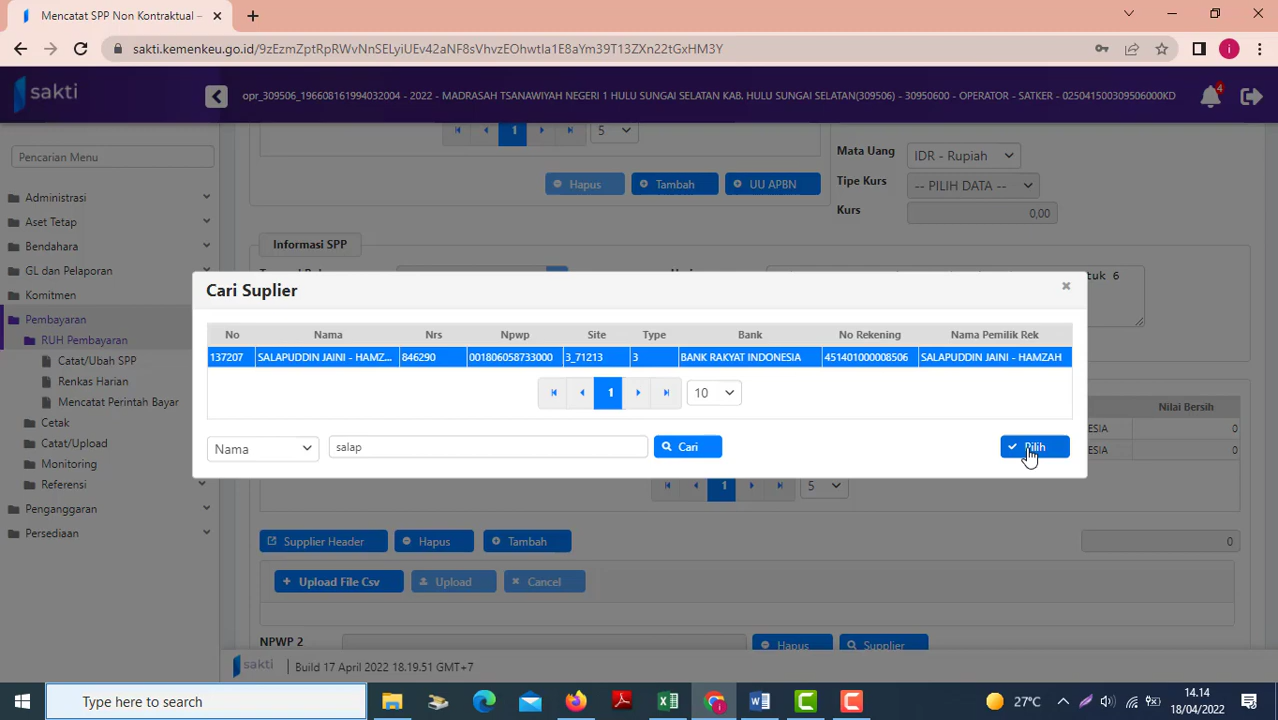 Mencatat SPP Non Kontraktual –
sakti.kemenkeu.go.id/9zEzmZptRpRWvNnSELyiUEv42aNF8sVhvzEOhwtIa1E8aYm39T13ZXn22tGxHM3Y
i
sakti
opr_309506_196608161994032004 - 2022 - MADRASAH TSANAWIYAH NEGERI 1 HULU SUNGAI SELATAN KAB. HULU SUNGAI SELATAN(309506) - 30950600 - OPERATOR - SATKER - 025041500309506000KD
4
Pencarian Menu
Administrasi
Aset Tetap
Bendahara
GL dan Pelaporan
Komitmen
Pembayaran
RUH Pembayaran
Catat/Ubah SPP
Renkas Harian
Mencatat Perintah Bayar
Cetak
Catat/Upload
Monitoring
Referensi
Penganggaran
Persediaan
1 5
Hapus Tambah UU APBN
Mata Uang IDR - Rupiah
Tipe Kurs -- PILIH DATA --
Kurs 0,00
Informasi SPP
tuk 6
Cari Suplier
No Nama Nrs Npwp Site Type Bank No Rekening Nama Pemilik Rek
137207 SALAPUDDIN JAINI - HAMZ... 846290 001806058733000 3_71213 3 BANK RAKYAT INDONESIA 451401000008506 SALAPUDDIN JAINI - HAMZAH
1 10
Nama salap Cari Pilih
Nilai Bersih
ESIA 0
ESIA 0
1 5
Supplier Header Hapus Tambah 0
Upload File Csv Upload Cancel
NPWP 2 Hapus Supplier
sakti Build 17 April 2022 18.19.51 GMT+7
Type here to search
27°C
14.14
18/04/2022